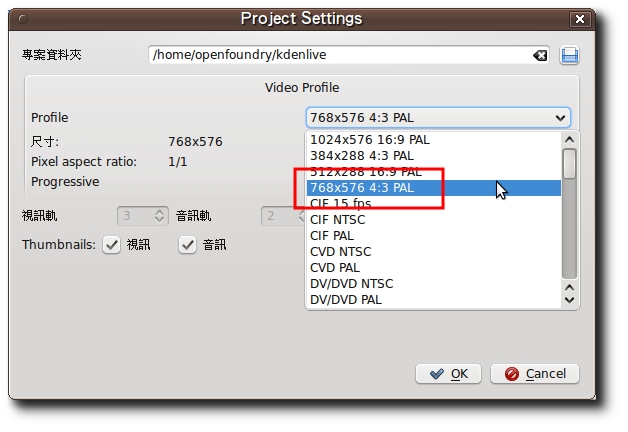 Project Settings
專案資料夾 /home/openfoundry/kdenlive
Video Profile
Profile 768x576 4:3 PAL
1024x576 16:9 PAL
尺寸: 768x576
384x288 4:3 PAL
Pixel aspect ratio: 1/1
512x288 16:9 PAL
Progressive
768x576 4:3 PAL
CIF 15 fps
視訊軌 3 音訊軌 2
CIF NTSC
CIF PAL
Thumbnails: 視訊 音訊
CVD NTSC
CVD PAL
DV/DVD NTSC
DV/DVD PAL
OK Cancel